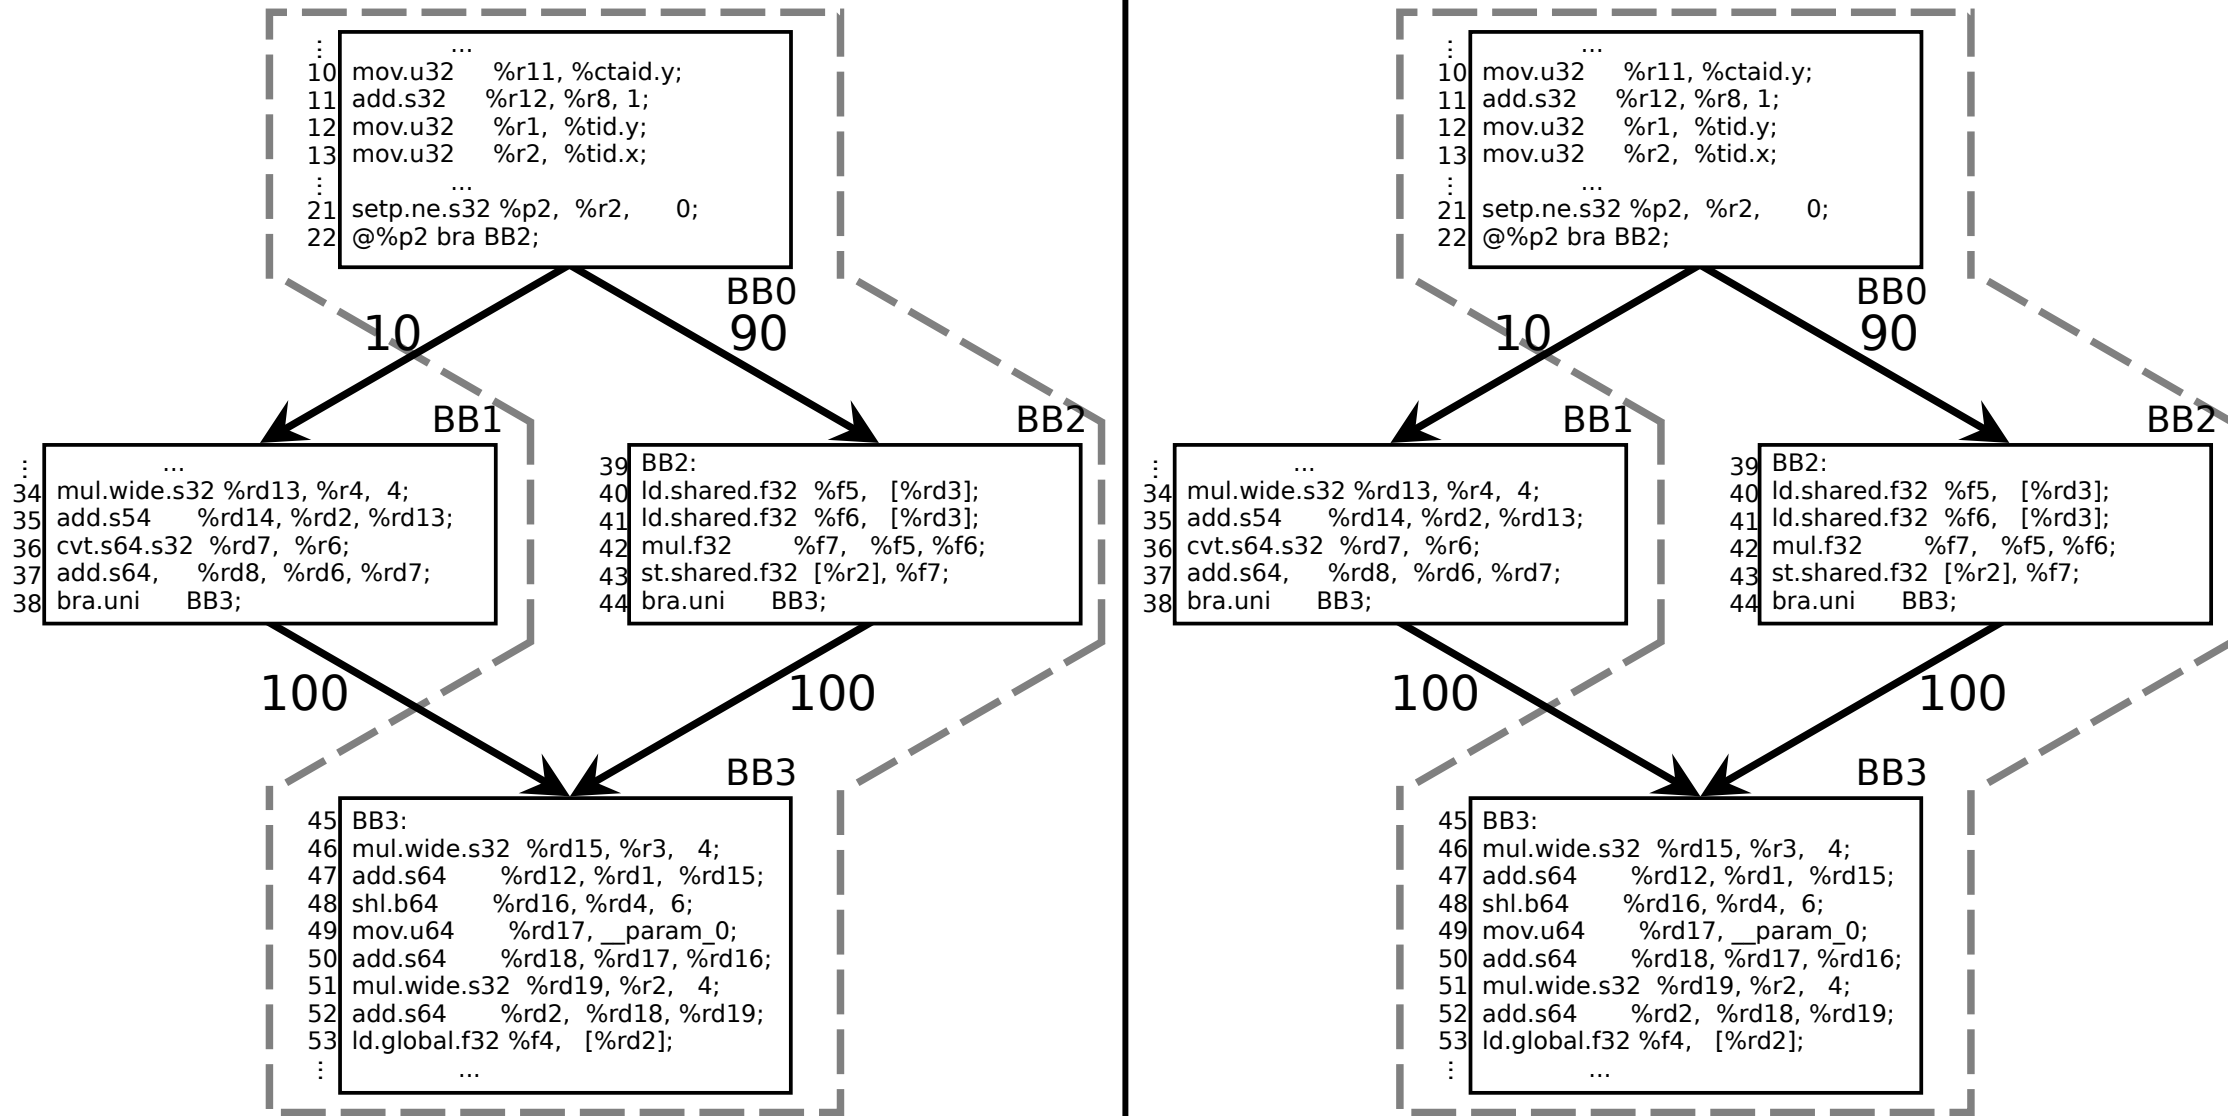 ⋮ ...
10 mov.u32 %r11, %ctaid.y;
11 add.s32 %r12, %r8, 1;
12 mov.u32 %r1, %tid.y;
13 mov.u32 %r2, %tid.x;
⋮ ...
21 setp.ne.s32 %p2, %r2, 0;
22 @%p2 bra BB2;
BB0
10
90
BB1
⋮ ...
34 mul.wide.s32 %rd13, %r4, 4;
35 add.s54 %rd14, %rd2, %rd13;
36 cvt.s64.s32 %rd7, %r6;
37 add.s64, %rd8, %rd6, %rd7;
38 bra.uni BB3;
BB2
39 BB2:
40 ld.shared.f32 %f5, [%rd3];
41 ld.shared.f32 %f6, [%rd3];
42 mul.f32 %f7, %f5, %f6;
43 st.shared.f32 [%r2], %f7;
44 bra.uni BB3;
100
100
BB3
45 BB3:
46 mul.wide.s32 %rd15, %r3, 4;
47 add.s64 %rd12, %rd1, %rd15;
48 shl.b64 %rd16, %rd4, 6;
49 mov.u64 %rd17, __param_0;
50 add.s64 %rd18, %rd17, %rd16;
51 mul.wide.s32 %rd19, %r2, 4;
52 add.s64 %rd2, %rd18, %rd19;
53 ld.global.f32 %f4, [%rd2];
⋮ ...
⋮ ...
10 mov.u32 %r11, %ctaid.y;
11 add.s32 %r12, %r8, 1;
12 mov.u32 %r1, %tid.y;
13 mov.u32 %r2, %tid.x;
⋮ ...
21 setp.ne.s32 %p2, %r2, 0;
22 @%p2 bra BB2;
BB0
10
90
BB1
⋮ ...
34 mul.wide.s32 %rd13, %r4, 4;
35 add.s54 %rd14, %rd2, %rd13;
36 cvt.s64.s32 %rd7, %r6;
37 add.s64, %rd8, %rd6, %rd7;
38 bra.uni BB3;
BB2
39 BB2:
40 ld.shared.f32 %f5, [%rd3];
41 ld.shared.f32 %f6, [%rd3];
42 mul.f32 %f7, %f5, %f6;
43 st.shared.f32 [%r2], %f7;
44 bra.uni BB3;
100
100
BB3
45 BB3:
46 mul.wide.s32 %rd15, %r3, 4;
47 add.s64 %rd12, %rd1, %rd15;
48 shl.b64 %rd16, %rd4, 6;
49 mov.u64 %rd17, __param_0;
50 add.s64 %rd18, %rd17, %rd16;
51 mul.wide.s32 %rd19, %r2, 4;
52 add.s64 %rd2, %rd18, %rd19;
53 ld.global.f32 %f4, [%rd2];
⋮ ...